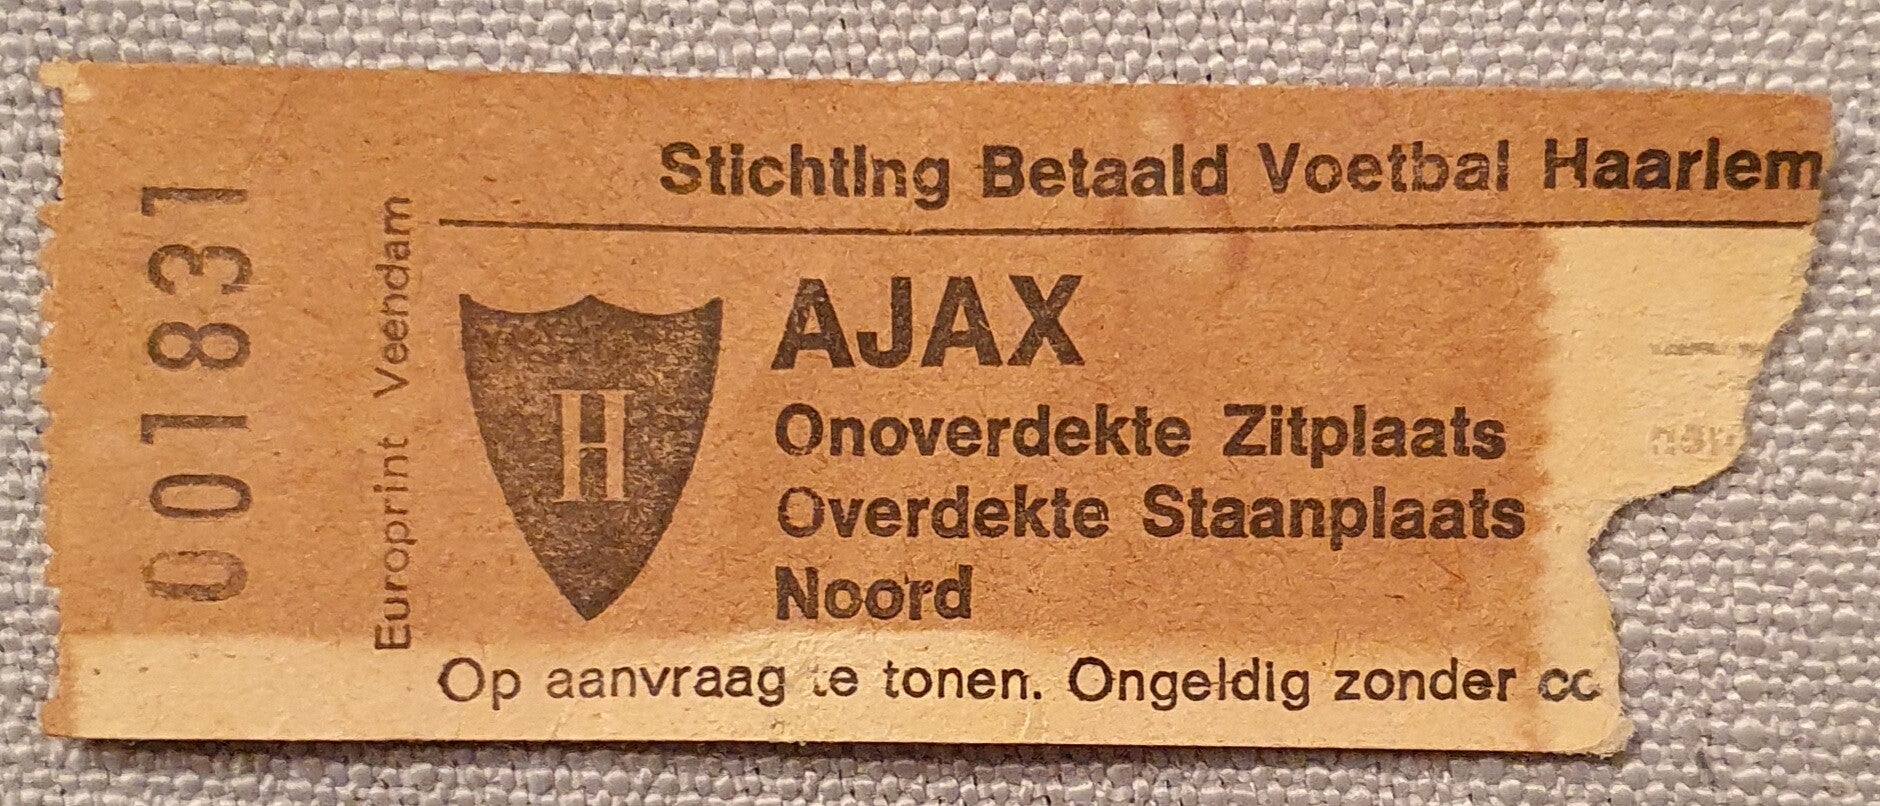 001831
Europrint Veendam
Stichting Betaald Voetbal Haarlem
H
AJAX
Onoverdekte Zitplaats
Overdekte Staanplaats
Noord
Op aanvraag te tonen. Ongeldig zonder